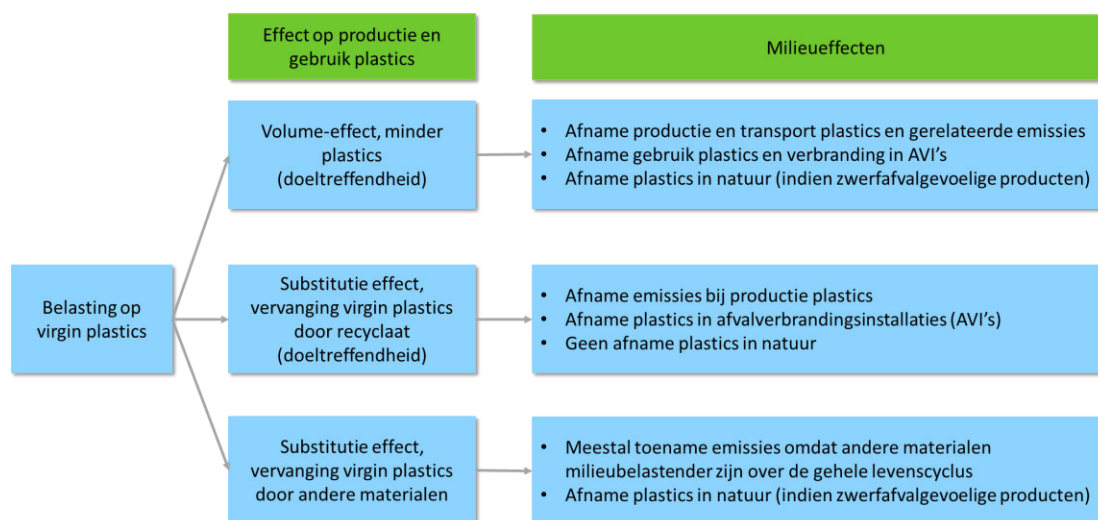 Effect op productie en
gebruik plastics
Milieueffecten
Volume-effect, minder
plastics
(doeltreffendheid)
• Afname productie en transport plastics en gerelateerde emissies
• Afname gebruik plastics en verbranding in AVI's
• Afname plastics in natuur (indien zwerfafvalgevoelige producten)
Belasting op
virgin plastics
Substitutie effect,
vervanging virgin plastics
door recyclaat
(doeltreffendheid)
• Afname emissies bij productie plastics
• Afname plastics in afvalverbrandingsinstallaties (AVI's)
• Geen afname plastics in natuur
Substitutie effect,
vervanging virgin plastics
door andere materialen
• Meestal toename emissies omdat andere materialen
milieubelastender zijn over de gehele levenscyclus
• Afname plastics in natuur (indien zwerfafvalgevoelige producten)